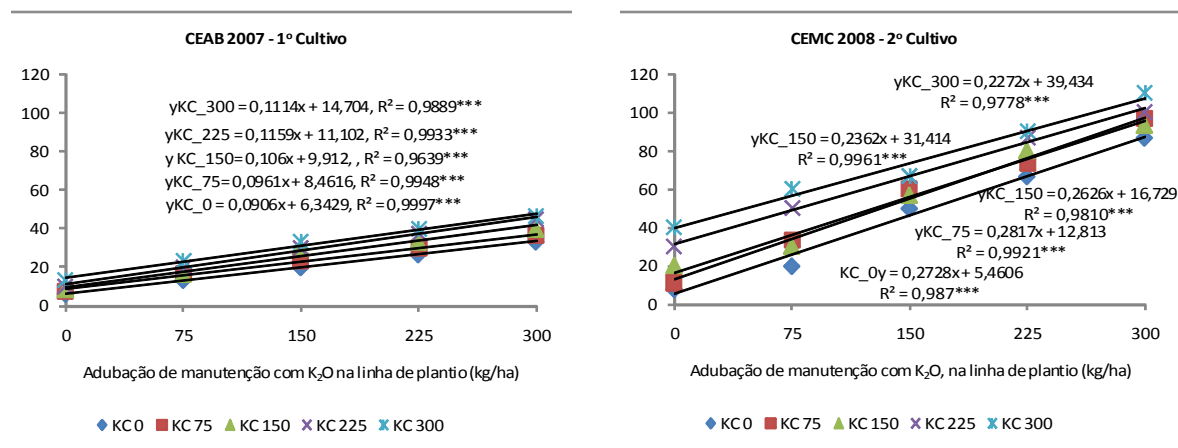 CEAB 2007 - 1º Cultivo
120
100
80
60
40
20
0
yKC_300 = 0,1114x + 14,704, R² = 0,9889***
yKC_225 = 0,1159x + 11,102, R² = 0,9933***
y KC_150= 0,106x + 9,912, , R² = 0,9639***
yKC_75 = 0,0961x + 8,4616, R² = 0,9948***
yKC_0 = 0,0906x + 6,3429, R² = 0,9997***
0 75 150 225 300
Adubação de manutenção com K₂O na linha de plantio (kg/ha)
KC 0 KC 75 KC 150 KC 225 KC 300
CEMC 2008 - 2º Cultivo
120
100
80
60
40
20
0
yKC_300 = 0,2272x + 39,434
R² = 0,9778***
yKC_150 = 0,2362x + 31,414
R² = 0,9961***
yKC_150 = 0,2626x + 16,729
R² = 0,9810***
yKC_75 = 0,2817x + 12,813
R² = 0,9921***
KC_0y = 0,2728x + 5,4606
R² = 0,987***
0 75 150 225 300
Adubação de manutenção com K₂O, na linha de plantio (kg/ha)
KC 0 KC 75 KC 150 KC 225 KC 300